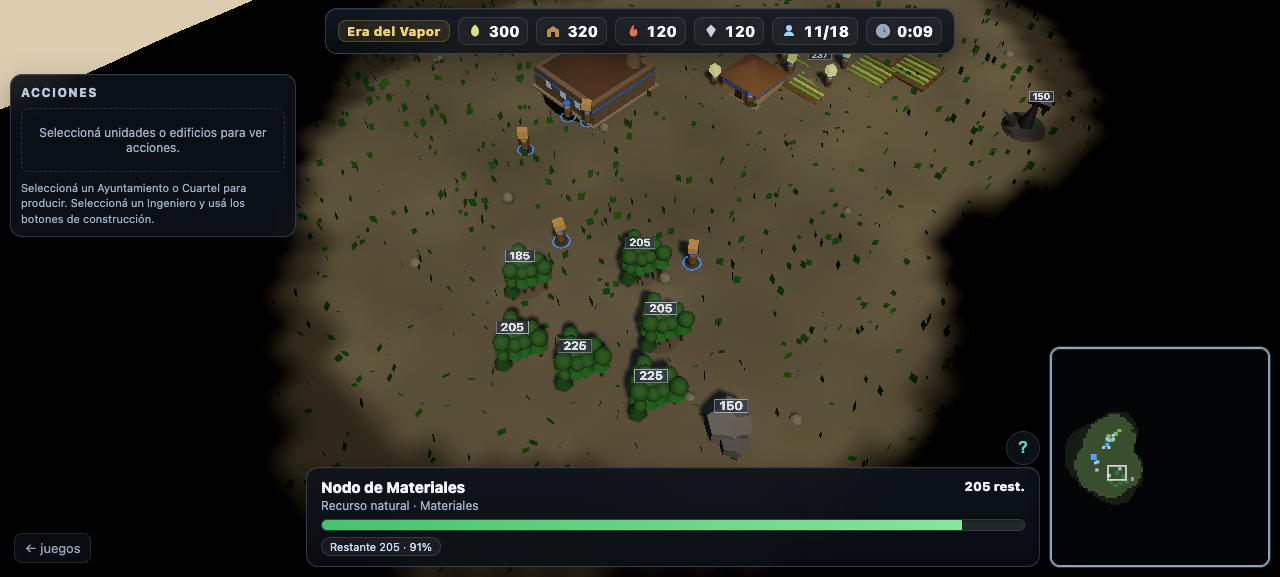 Era del Vapor
300
320
120
120
11/18
0:09
ACCIONES
Seleccioná unidades o edificios para ver
acciones.
Seleccioná un Ayuntamiento o Cuartel para
producir. Seleccioná un Ingeniero y usá los
botones de construcción.
237
150
205
185
205
205
225
225
150
?
Nodo de Materiales
205 rest.
Recurso natural · Materiales
Restante 205 · 91%
← juegos